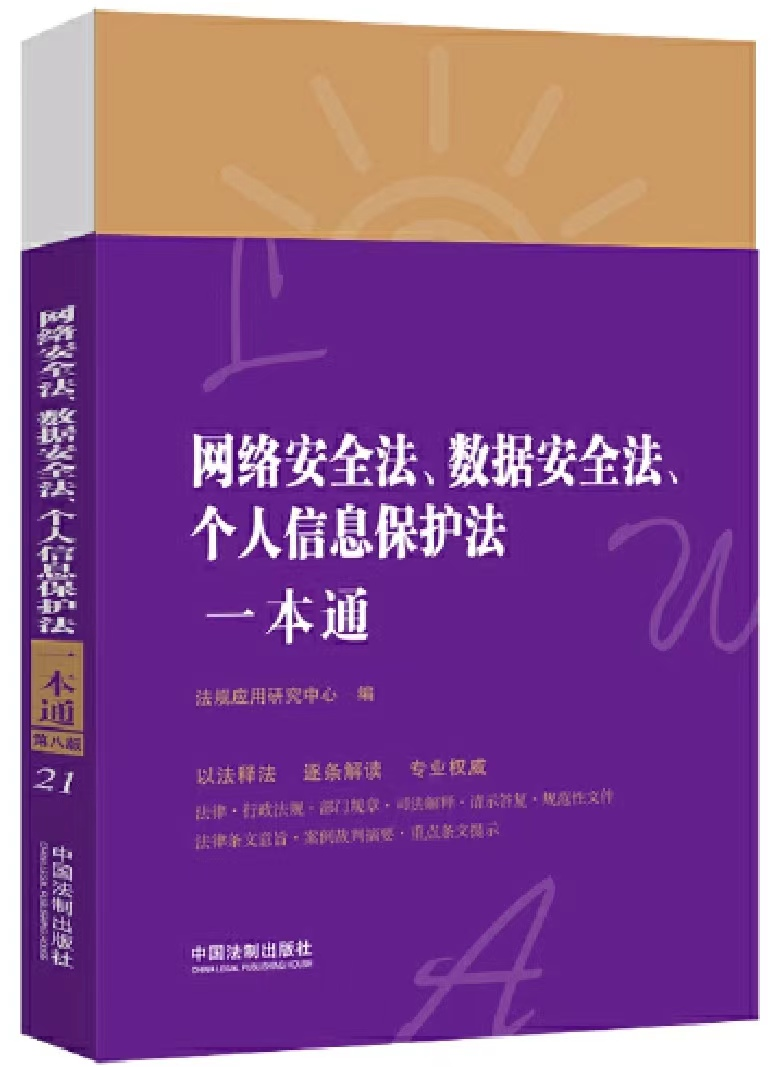 网络安全法、数据安全法、
个人信息保护法
一本通
法规应用研究中心 编
以法释法 逐条解读 专业权威
法律·行政法规·部门规章·司法解释·请示答复·规范性文件
法律条文意旨·案例裁判摘要·重点条文提示
中国法制出版社
CHINA LEGAL PUBLISHING HOUSE
网络安全法、数据安全法、个人信息保护法
一本通
第八版
21
中国法制出版社
CHINA LEGAL PUBLISHING HOUSE
L
A
W